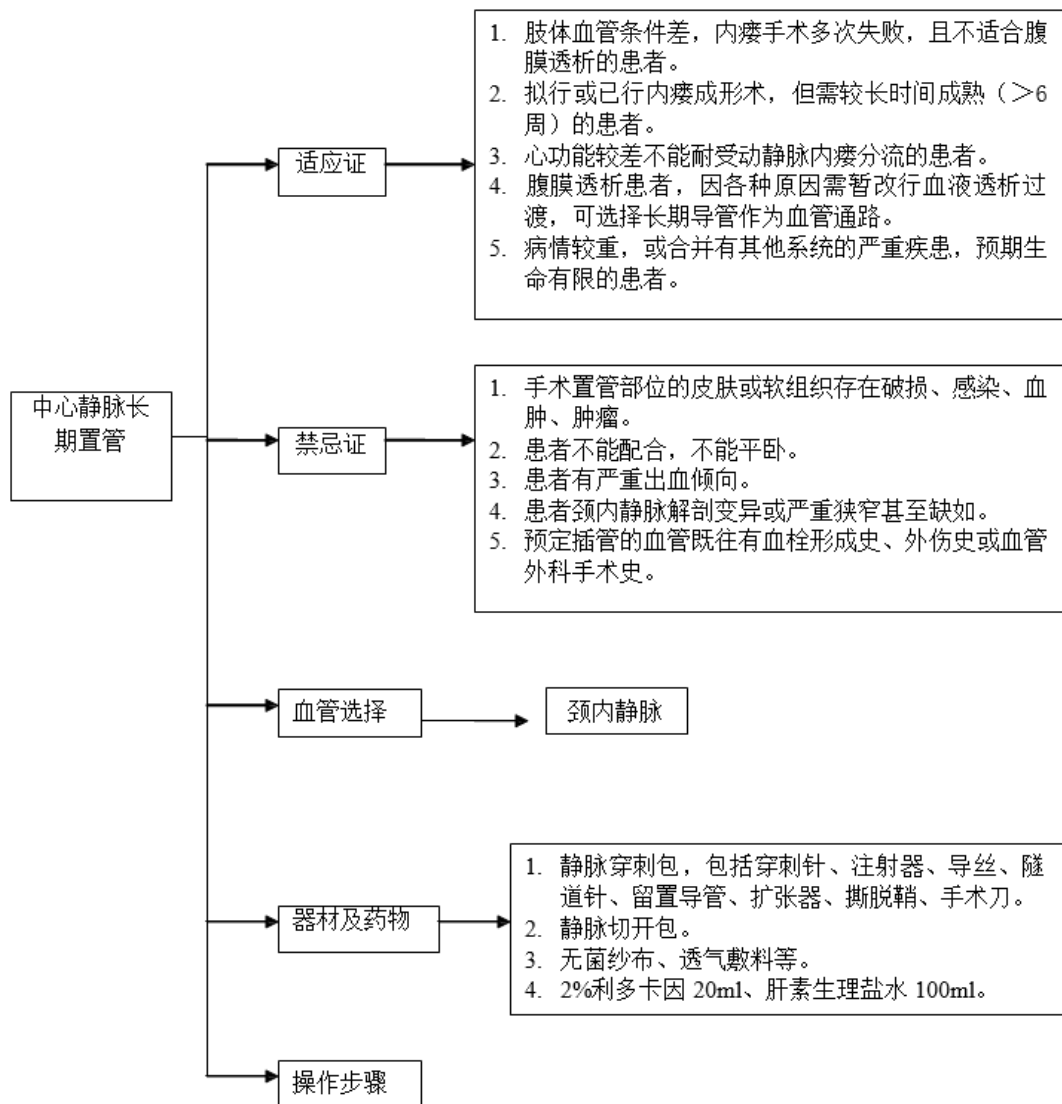 中心静脉长
期置管
适应证
1. 肢体血管条件差，内瘘手术多次失败，且不适合腹
膜透析的患者。
2. 拟行或已行内瘘成形术，但需较长时间成熟（＞6
周）的患者。
3. 心功能较差不能耐受动静脉内瘘分流的患者。
4. 腹膜透析患者，因各种原因需暂改行血液透析过
渡，可选择长期导管作为血管通路。
5. 病情较重，或合并有其他系统的严重疾患，预期生
命有限的患者。
禁忌证
1. 手术置管部位的皮肤或软组织存在破损、感染、血
肿、肿瘤。
2. 患者不能配合，不能平卧。
3. 患者有严重出血倾向。
4. 患者颈内静脉解剖变异或严重狭窄甚至缺如。
5. 预定插管的血管既往有血栓形成史、外伤史或血管
外科手术史。
血管选择
颈内静脉
器材及药物
1. 静脉穿刺包，包括穿刺针、注射器、导丝、隧
道针、留置导管、扩张器、撕脱鞘、手术刀。
2. 静脉切开包。
3. 无菌纱布、透气敷料等。
4. 2%利多卡因 20ml、肝素生理盐水 100ml。
操作步骤